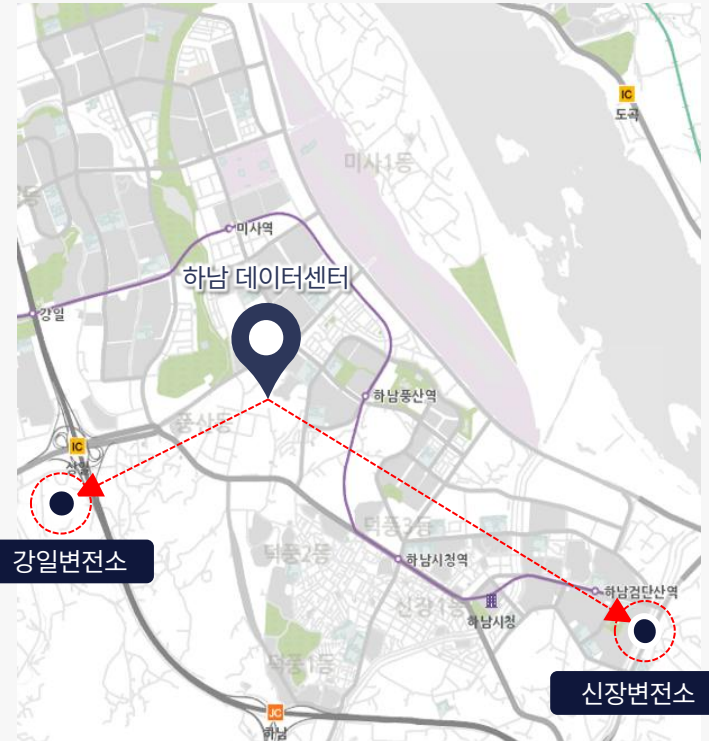 IC
도곡
미사1동
미사역
하남 데이터센터
강일
하남풍산역
풍산동
IC
상일
강일변전소
덕풍3동
덕풍2동
하남시청역
하남검단산역
신장1동
하남시청
덕풍1동
신장변전소
JC
하남